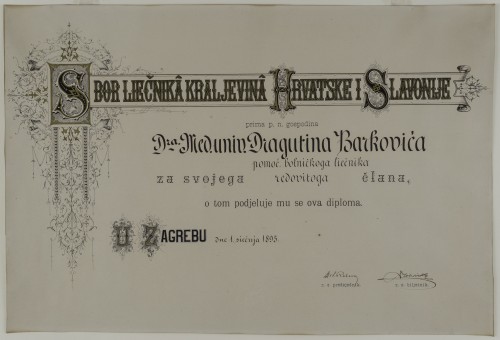 SBOR LIEČNIKÂ KRALJEVINÂ HRVATSKE I SLAVONIJE
prima p. n. gospodina
Dra. Med. univ. Dragutina Barkovića
pomoć. bolničkoga liečnika
za svojega redovitoga člana,
o tom podjeljuje mu se ova diploma.
U ZAGREBU dne 1. siečnja 1895.